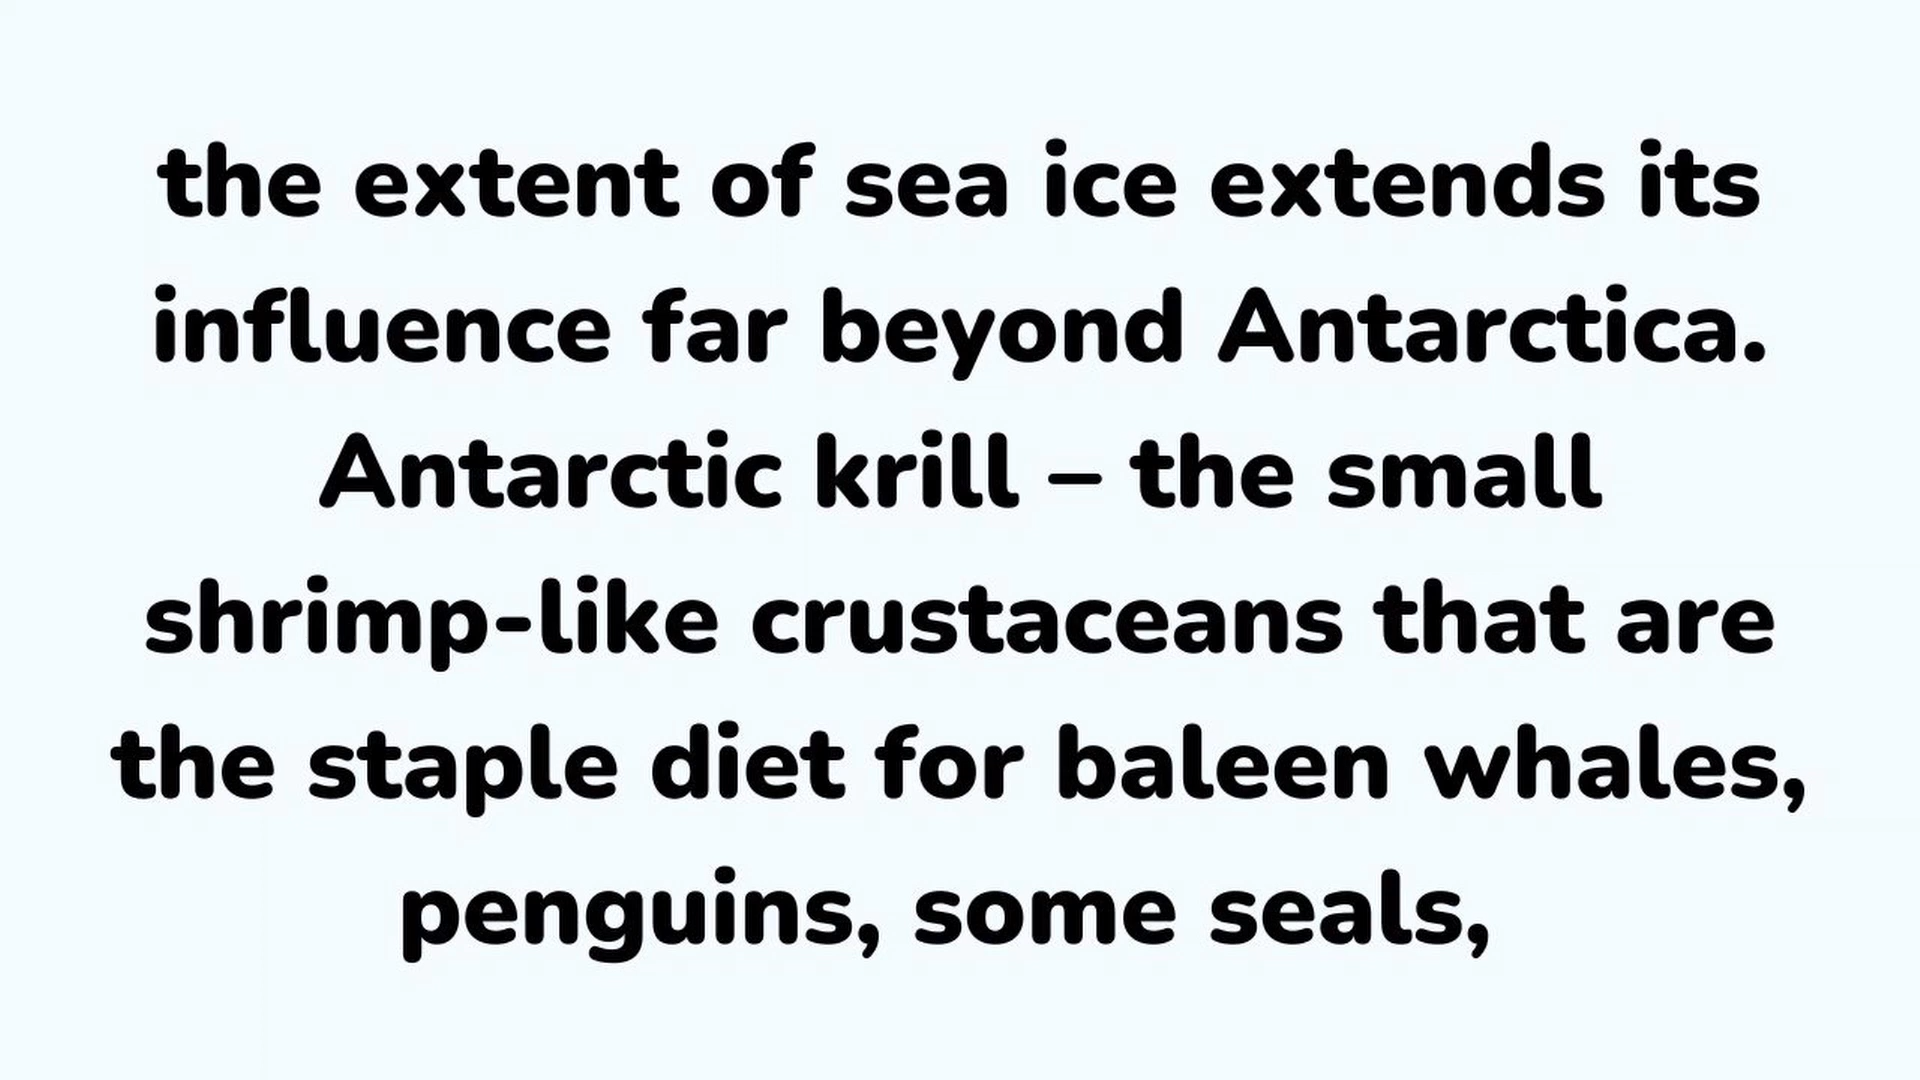 the extent of sea ice extends its
influence far beyond Antarctica.
Antarctic krill – the small
shrimp-like crustaceans that are
the staple diet for baleen whales,
penguins, some seals,